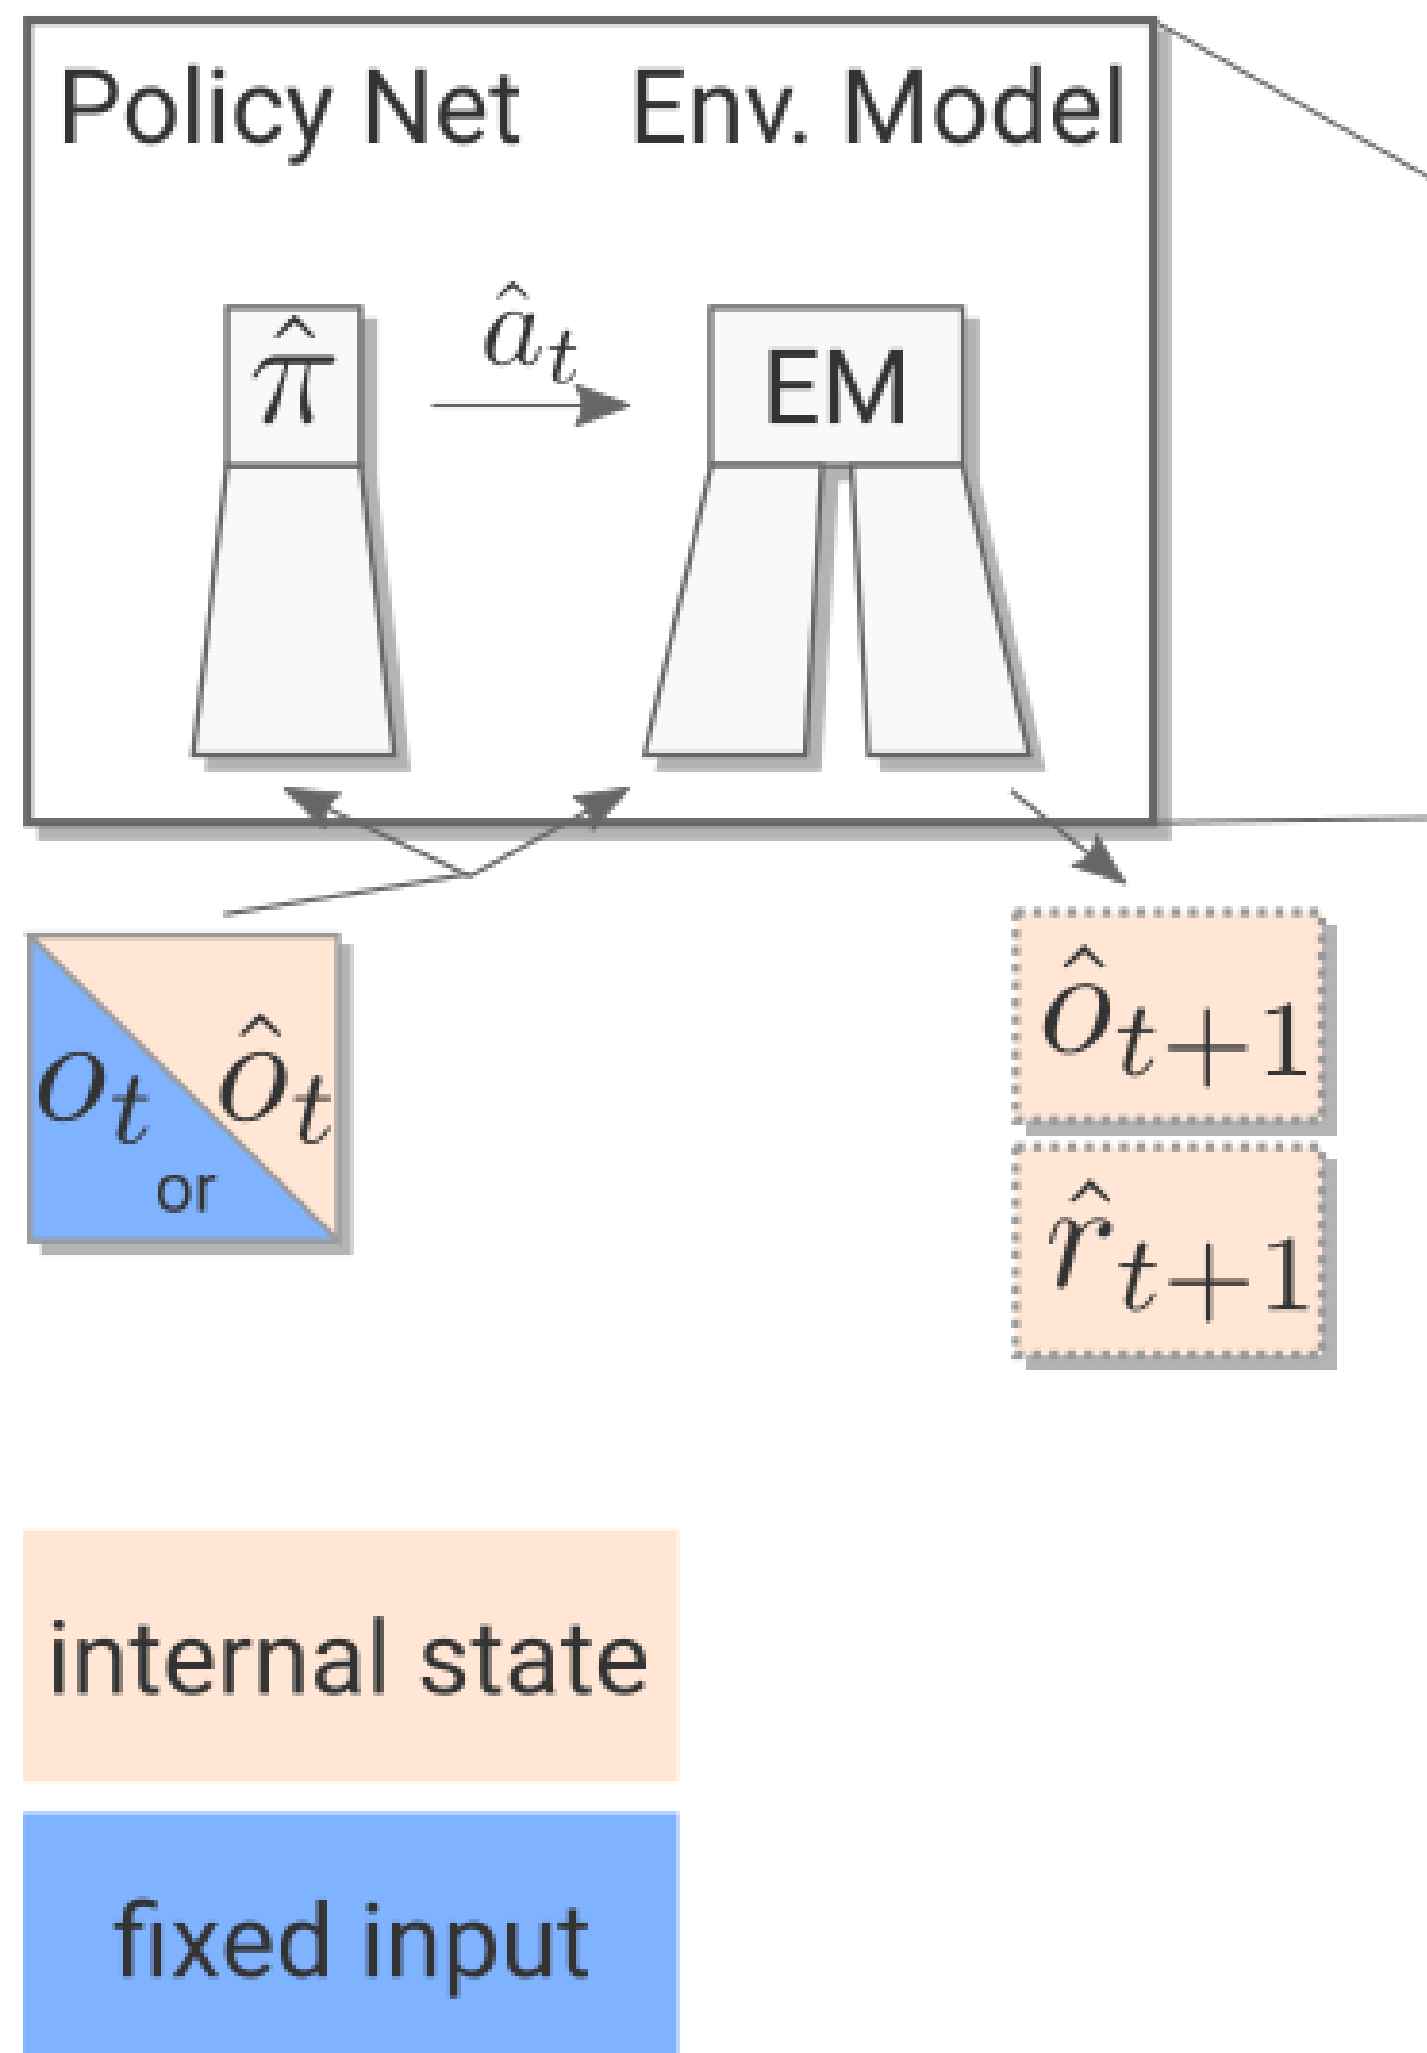 Policy Net Env. Model
π̂ â_t EM
o_t or ô_t
ô_{t+1}
r̂_{t+1}
internal state
fixed input